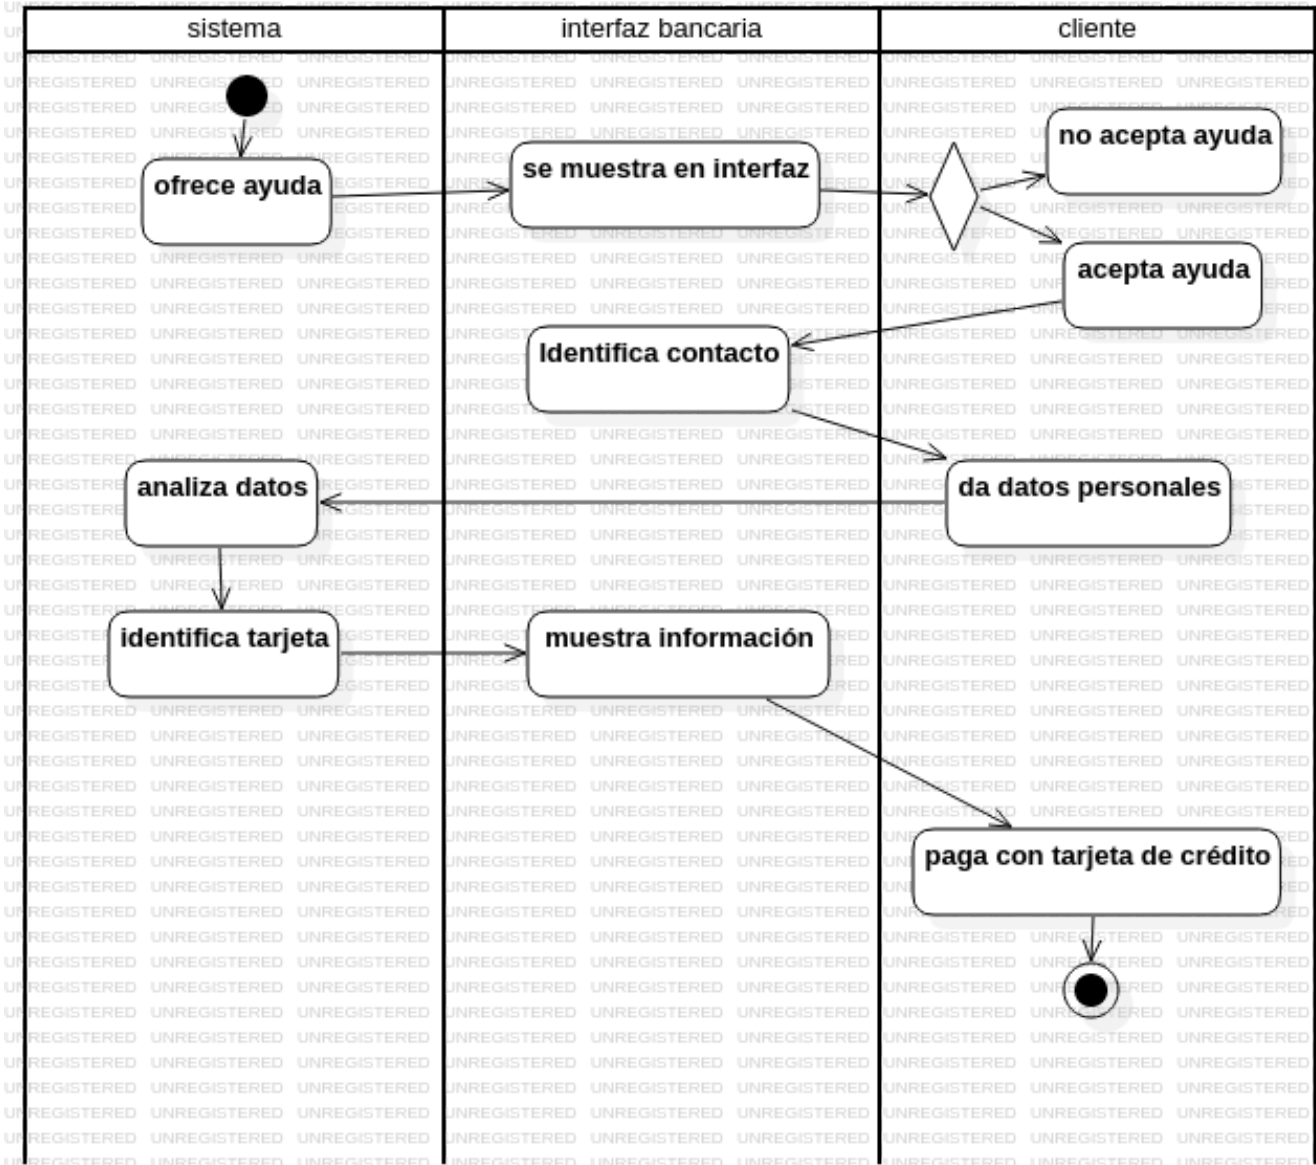 sistema
interfaz bancaria
cliente
no acepta ayuda
se muestra en interfaz
ofrece ayuda
acepta ayuda
Identifica contacto
analiza datos
da datos personales
identifica tarjeta
muestra información
paga con tarjeta de crédito
UNREGISTERED